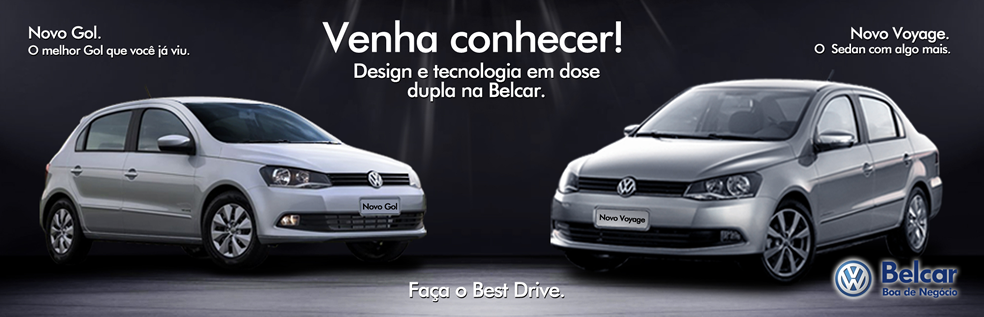 Novo Gol.
O melhor Gol que você já viu.
Venha conhecer!
Design e tecnologia em dose
dupla na Belcar.
Novo Voyage.
O Sedan com algo mais.
Novo Gol
Novo Voyage
Faça o Best Drive.
Belcar
Boa de Negócio